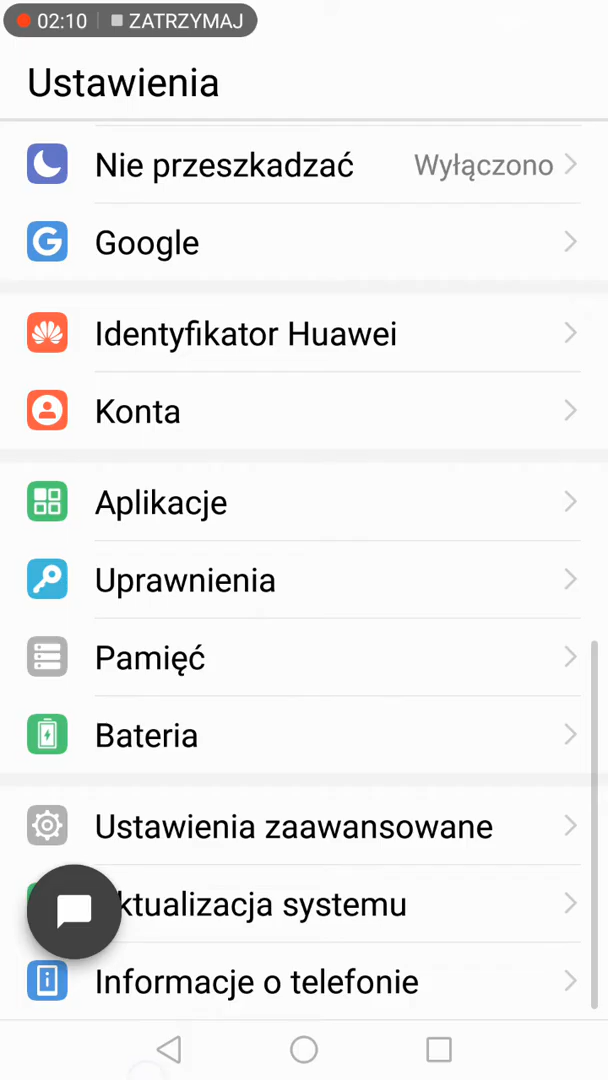 02:10 ZATRZYMAJ
Ustawienia
Nie przeszkadzać Wyłączono
Google
Identyfikator Huawei
Konta
Aplikacje
Uprawnienia
Pamięć
Bateria
Ustawienia zaawansowane
ktualizacja systemu
Informacje o telefonie